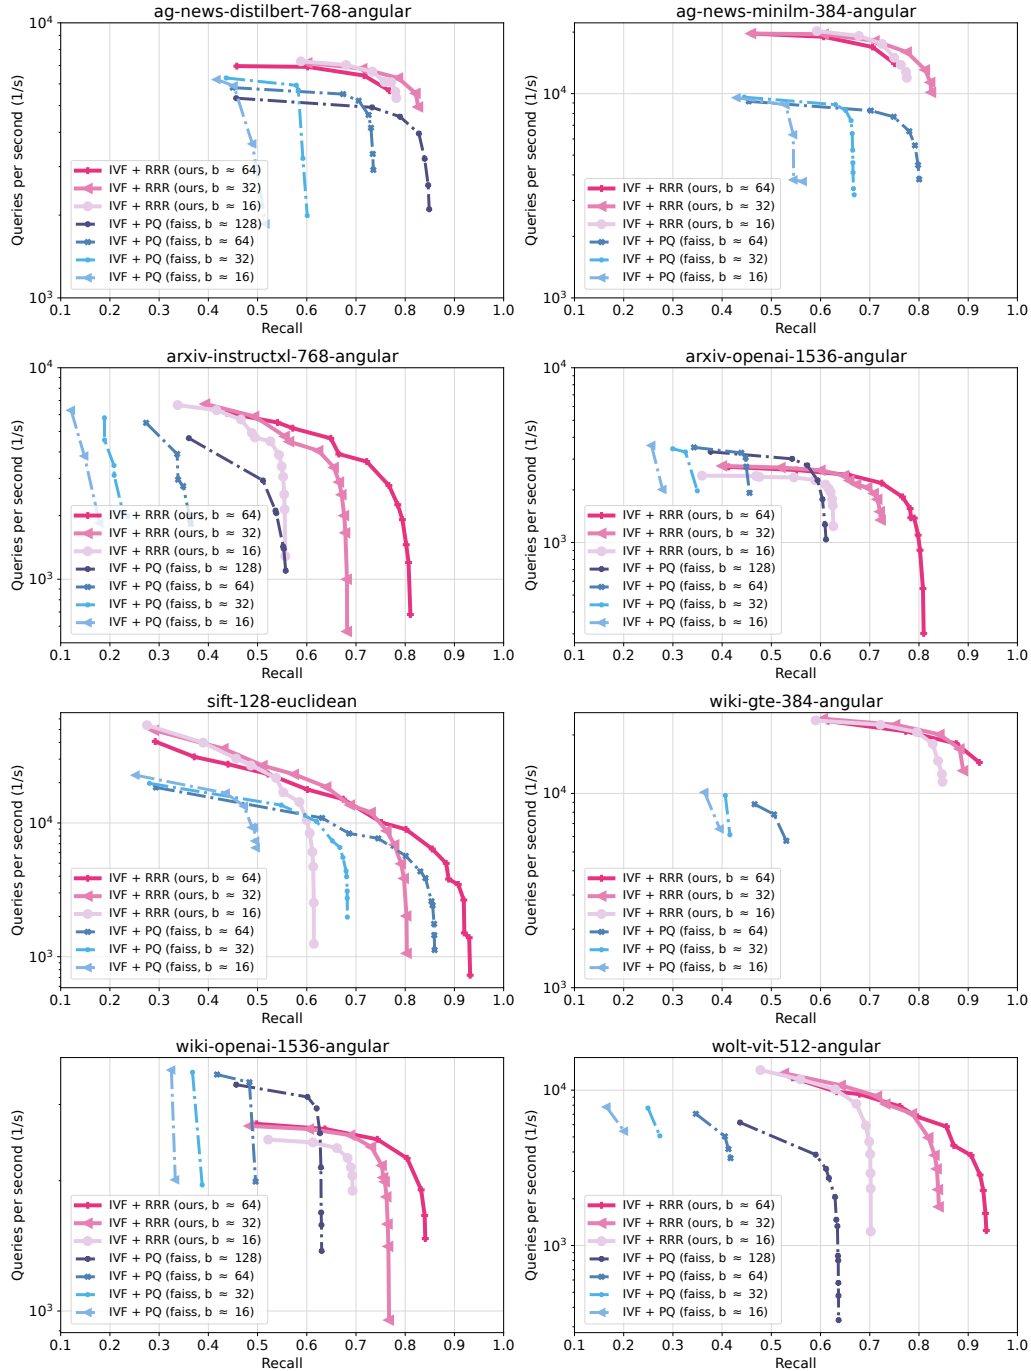 ag-news-distilbert-768-angular
Queries per second (1/s)
10⁴
10³
IVF + RRR (ours, b ≈ 64)
IVF + RRR (ours, b ≈ 32)
IVF + RRR (ours, b ≈ 16)
IVF + PQ (faiss, b ≈ 128)
IVF + PQ (faiss, b ≈ 64)
IVF + PQ (faiss, b ≈ 32)
IVF + PQ (faiss, b ≈ 16)
0.1 0.2 0.3 0.4 0.5 0.6 0.7 0.8 0.9 1.0
Recall
ag-news-minilm-384-angular
Queries per second (1/s)
10⁴
10³
IVF + RRR (ours, b ≈ 64)
IVF + RRR (ours, b ≈ 32)
IVF + RRR (ours, b ≈ 16)
IVF + PQ (faiss, b ≈ 64)
IVF + PQ (faiss, b ≈ 32)
IVF + PQ (faiss, b ≈ 16)
0.1 0.2 0.3 0.4 0.5 0.6 0.7 0.8 0.9 1.0
Recall
arxiv-instructxl-768-angular
Queries per second (1/s)
10⁴
10³
IVF + RRR (ours, b ≈ 64)
IVF + RRR (ours, b ≈ 32)
IVF + RRR (ours, b ≈ 16)
IVF + PQ (faiss, b ≈ 128)
IVF + PQ (faiss, b ≈ 64)
IVF + PQ (faiss, b ≈ 32)
IVF + PQ (faiss, b ≈ 16)
0.1 0.2 0.3 0.4 0.5 0.6 0.7 0.8 0.9 1.0
Recall
arxiv-openai-1536-angular
Queries per second (1/s)
10⁴
10³
IVF + RRR (ours, b ≈ 64)
IVF + RRR (ours, b ≈ 32)
IVF + RRR (ours, b ≈ 16)
IVF + PQ (faiss, b ≈ 128)
IVF + PQ (faiss, b ≈ 64)
IVF + PQ (faiss, b ≈ 32)
IVF + PQ (faiss, b ≈ 16)
0.1 0.2 0.3 0.4 0.5 0.6 0.7 0.8 0.9 1.0
Recall
sift-128-euclidean
Queries per second (1/s)
10⁴
10³
IVF + RRR (ours, b ≈ 64)
IVF + RRR (ours, b ≈ 32)
IVF + RRR (ours, b ≈ 16)
IVF + PQ (faiss, b ≈ 64)
IVF + PQ (faiss, b ≈ 32)
IVF + PQ (faiss, b ≈ 16)
0.1 0.2 0.3 0.4 0.5 0.6 0.7 0.8 0.9 1.0
Recall
wiki-gte-384-angular
Queries per second (1/s)
10⁴
10³
IVF + RRR (ours, b ≈ 64)
IVF + RRR (ours, b ≈ 32)
IVF + RRR (ours, b ≈ 16)
IVF + PQ (faiss, b ≈ 64)
IVF + PQ (faiss, b ≈ 32)
IVF + PQ (faiss, b ≈ 16)
0.1 0.2 0.3 0.4 0.5 0.6 0.7 0.8 0.9 1.0
Recall
wiki-openai-1536-angular
Queries per second (1/s)
10³
IVF + RRR (ours, b ≈ 64)
IVF + RRR (ours, b ≈ 32)
IVF + RRR (ours, b ≈ 16)
IVF + PQ (faiss, b ≈ 128)
IVF + PQ (faiss, b ≈ 64)
IVF + PQ (faiss, b ≈ 32)
IVF + PQ (faiss, b ≈ 16)
0.1 0.2 0.3 0.4 0.5 0.6 0.7 0.8 0.9 1.0
Recall
wolt-vit-512-angular
Queries per second (1/s)
10⁴
10³
IVF + RRR (ours, b ≈ 64)
IVF + RRR (ours, b ≈ 32)
IVF + RRR (ours, b ≈ 16)
IVF + PQ (faiss, b ≈ 128)
IVF + PQ (faiss, b ≈ 64)
IVF + PQ (faiss, b ≈ 32)
IVF + PQ (faiss, b ≈ 16)
0.1 0.2 0.3 0.4 0.5 0.6 0.7 0.8 0.9 1.0
Recall